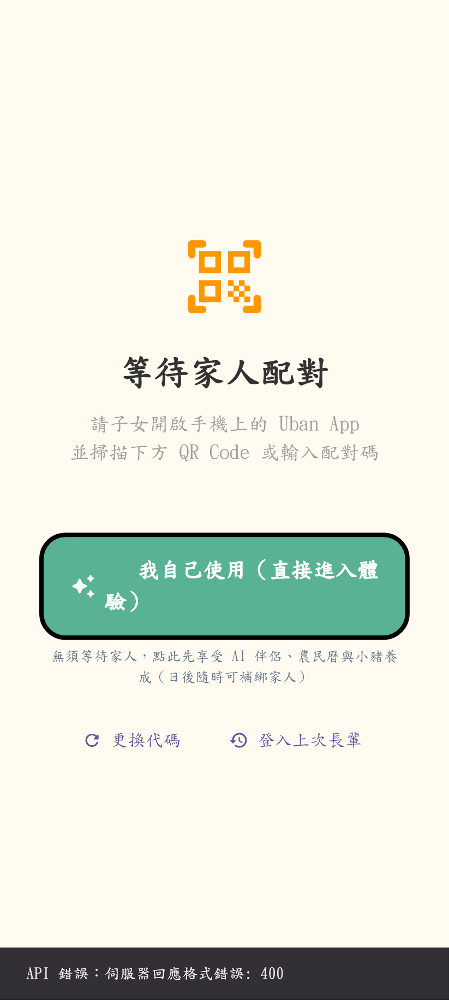 等待家人配對
請子女開啟手機上的 Uban App
並掃描下方 QR Code 或輸入配對碼
我自己使用（直接進入體
驗）
無須等待家人，點此先享受 AI 伴侶、農民曆與小豬養
成（日後隨時可補綁家人）
更換代碼 登入上次長輩
API 錯誤：伺服器回應格式錯誤: 400